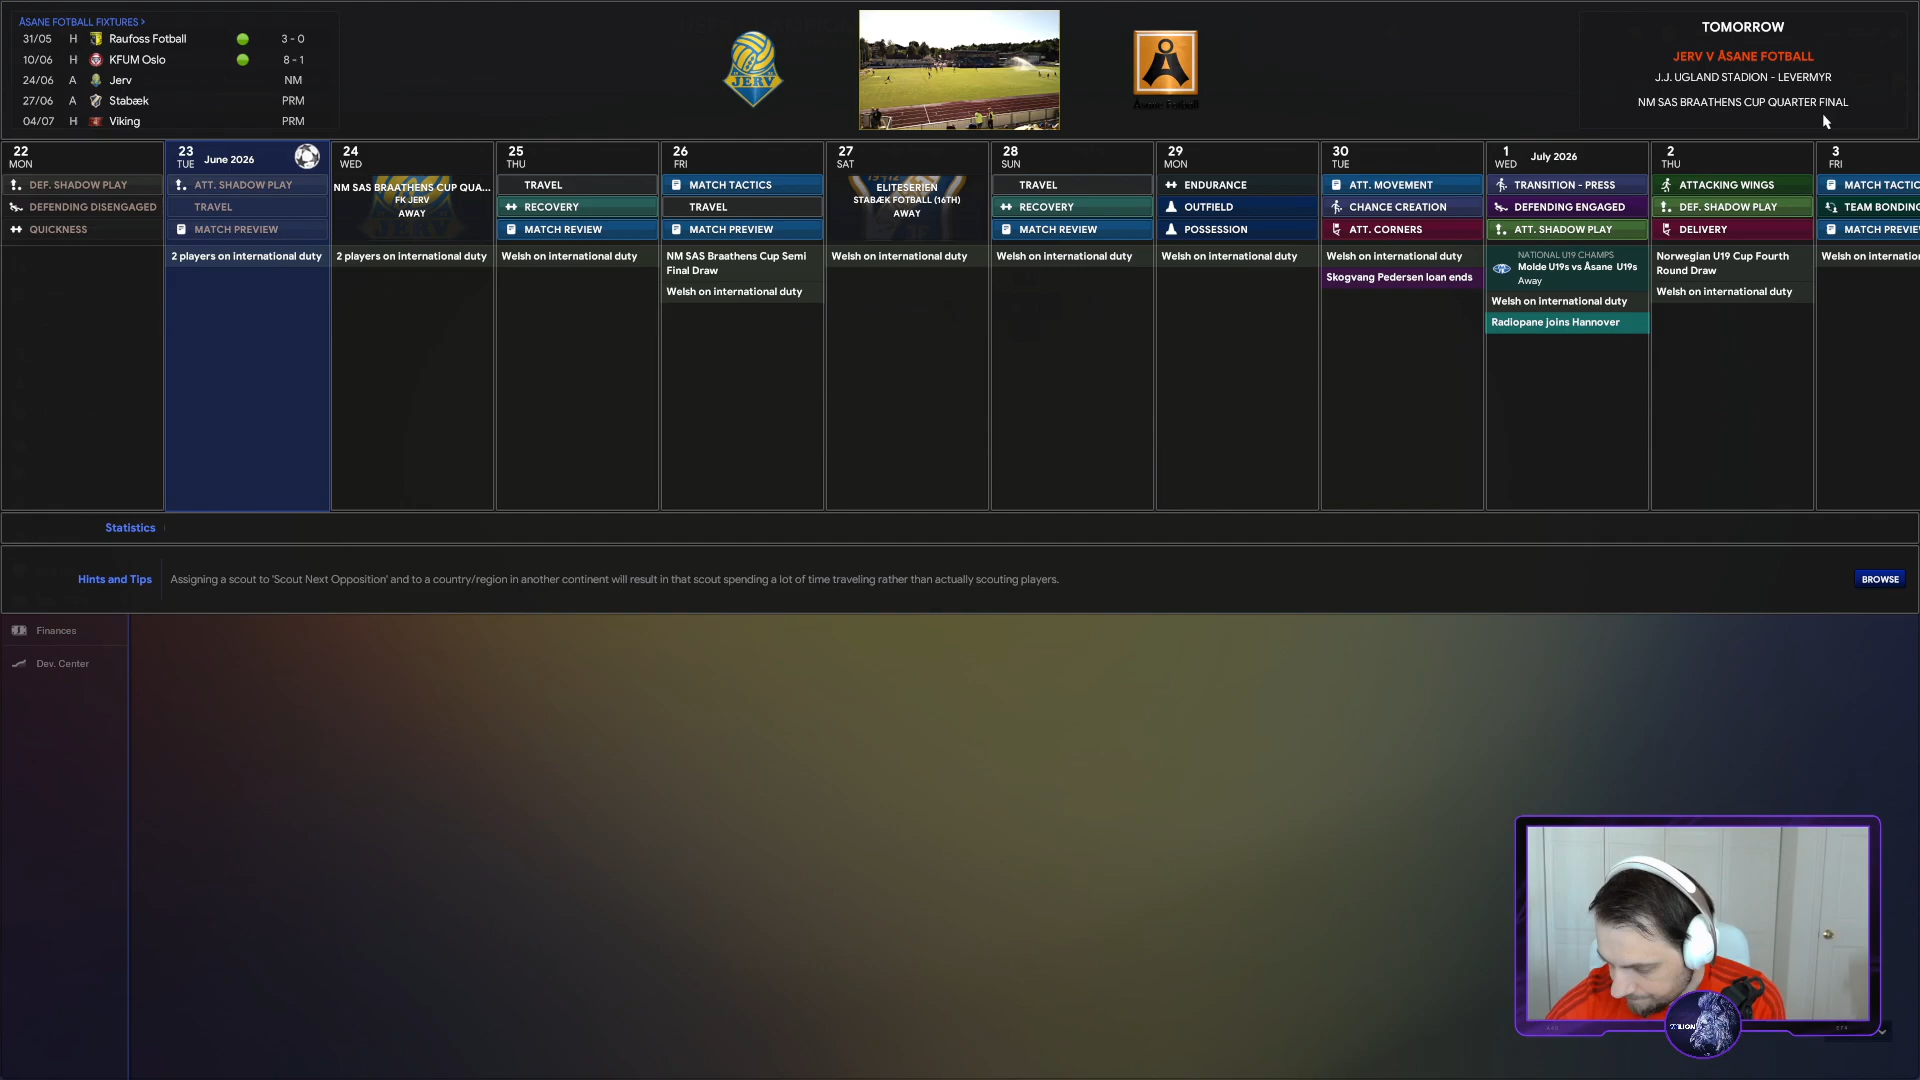 ÅSANE FOTBALL FIXTURES >
31/05 H Raufoss Fotball 3 - 0
10/06 H KFUM Oslo 8 - 1
24/06 A Jerv NM
27/06 A Stabæk PRM
04/07 H Viking PRM
JERV
Åsane Fotball
TOMORROW
JERV V ÅSANE FOTBALL
J.J. UGLAND STADION - LEVERMYR
NM SAS BRAATHENS CUP QUARTER FINAL
22
MON
DEF. SHADOW PLAY
DEFENDING DISENGAGED
QUICKNESS
23
TUE June 2026
ATT. SHADOW PLAY
TRAVEL
MATCH PREVIEW
2 players on international duty
24
WED
NM SAS BRAATHENS CUP QUA...
FK JERV
AWAY
2 players on international duty
25
THU
TRAVEL
RECOVERY
MATCH REVIEW
Welsh on international duty
26
FRI
MATCH TACTICS
TRAVEL
MATCH PREVIEW
NM SAS Braathens Cup Semi
Final Draw
Welsh on international duty
27
SAT
ELITESERIEN
STABÆK FOTBALL (16TH)
AWAY
Welsh on international duty
28
SUN
TRAVEL
RECOVERY
MATCH REVIEW
Welsh on international duty
29
MON
ENDURANCE
OUTFIELD
POSSESSION
Welsh on international duty
30
TUE
ATT. MOVEMENT
CHANCE CREATION
ATT. CORNERS
Welsh on international duty
Skogvang Pedersen loan ends
1
WED July 2026
TRANSITION - PRESS
DEFENDING ENGAGED
ATT. SHADOW PLAY
NATIONAL U19 CHAMPS
Molde U19s vs Åsane U19s
Away
Welsh on international duty
Radiopane joins Hannover
2
THU
ATTACKING WINGS
DEF. SHADOW PLAY
DELIVERY
Norwegian U19 Cup Fourth
Round Draw
Welsh on international duty
3
FRI
MATCH TACTIC
TEAM BONDING
MATCH PREVIEW
Welsh on internatio
Statistics
Hints and Tips
Assigning a scout to 'Scout Next Opposition' and to a country/region in another continent will result in that scout spending a lot of time traveling rather than actually scouting players.
BROWSE
Finances
Dev. Center